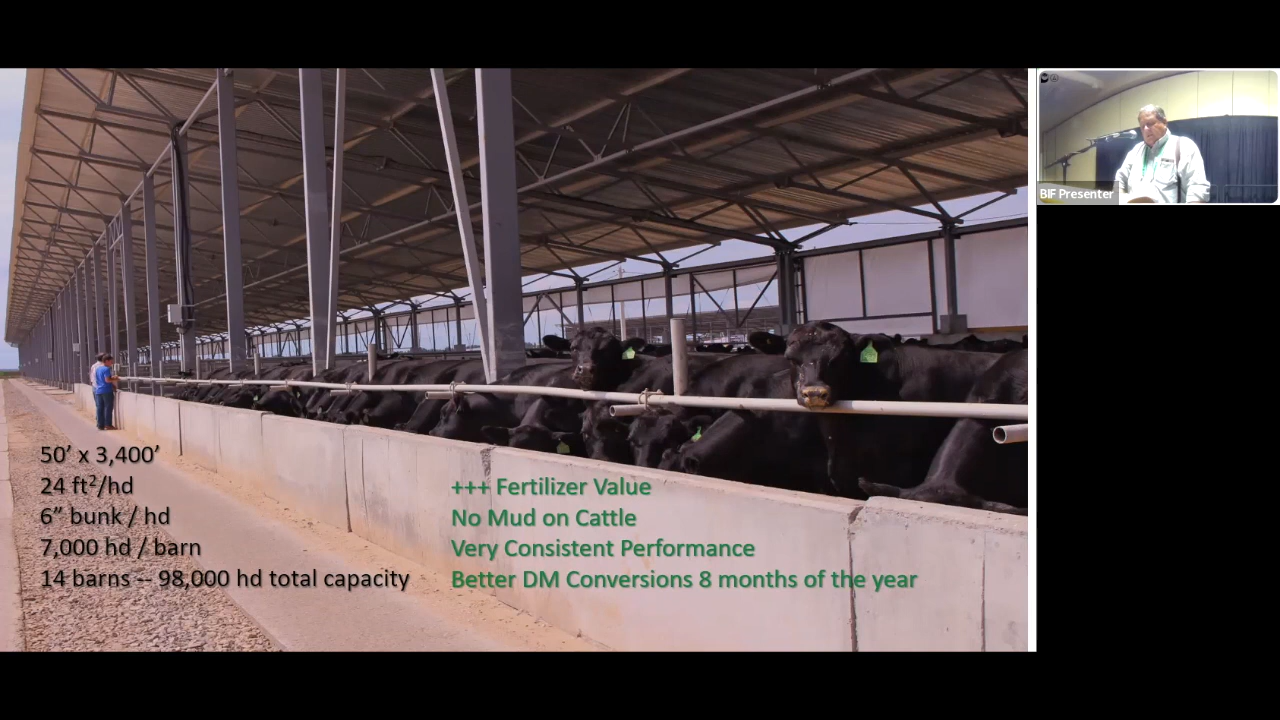 50’ x 3,400’
24 ft²/hd
6” bunk / hd
7,000 hd / barn
14 barns -- 98,000 hd total capacity
+++ Fertilizer Value
No Mud on Cattle
Very Consistent Performance
Better DM Conversions 8 months of the year
BIF Presenter